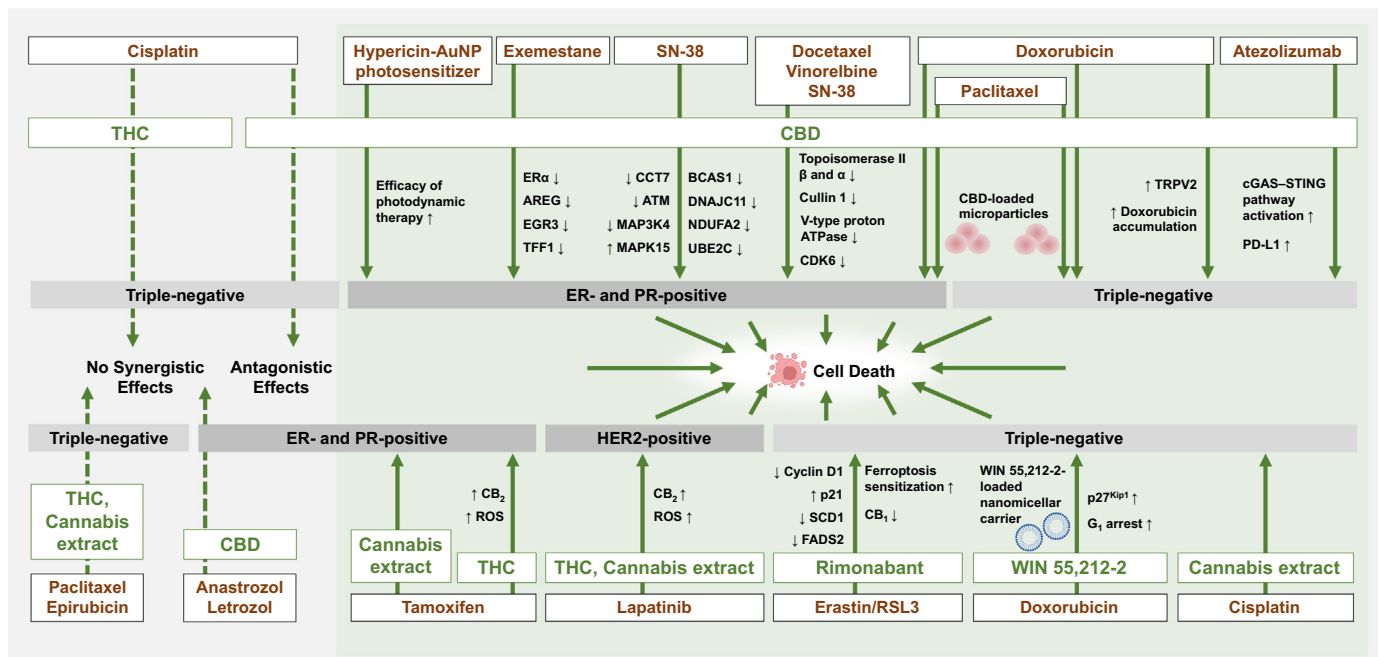 Cisplatin
Hypericin-AuNP
photosensitizer
Exemestane
SN-38
Docetaxel
Vinorelbine
SN-38
Doxorubicin
Paclitaxel
Atezolizumab
THC
CBD
Efficacy of
photodynamic
therapy ↑
ERα ↓
AREG ↓
EGR3 ↓
TFF1 ↓
↓ CCT7
↓ ATM
↓ MAP3K4
↑ MAPK15
BCAS1 ↓
DNAJC11 ↓
NDUFA2 ↓
UBE2C ↓
Topoisomerase II
β and α ↓
Cullin 1 ↓
V-type proton
ATPase ↓
CDK6 ↓
CBD-loaded
microparticles
↑ TRPV2
↑ Doxorubicin
accumulation
cGAS–STING
pathway
activation ↑
PD-L1 ↑
Triple-negative
ER- and PR-positive
Triple-negative
No Synergistic
Effects
Antagonistic
Effects
Cell Death
Triple-negative
ER- and PR-positive
HER2-positive
Triple-negative
THC,
Cannabis
extract
Paclitaxel
Epirubicin
CBD
Anastrozol
Letrozol
Cannabis
extract
↑ CB₂
↑ ROS
THC
Tamoxifen
CB₂ ↑
ROS ↑
THC, Cannabis extract
Lapatinib
↓ Cyclin D1
↑ p21
↓ SCD1
↓ FADS2
Ferroptosis
sensitization ↑
CB₁ ↓
Rimonabant
Erastin/RSL3
WIN 55,212-2-
loaded
nanomicellar
carrier
p27ᴷⁱᵖ¹ ↑
G₁ arrest ↑
WIN 55,212-2
Doxorubicin
Cannabis extract
Cisplatin